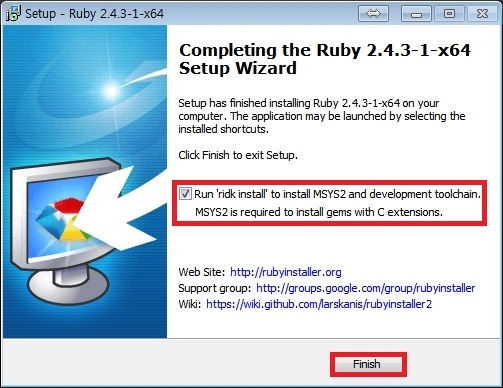 Setup - Ruby 2.4.3-1-x64
Completing the Ruby 2.4.3-1-x64
Setup Wizard
Setup has finished installing Ruby 2.4.3-1-x64 on your
computer. The application may be launched by selecting the
installed shortcuts.
Click Finish to exit Setup.
Run 'ridk install' to install MSYS2 and development toolchain.
MSYS2 is required to install gems with C extensions.
Web Site: http://rubyinstaller.org
Support group: http://groups.google.com/group/rubyinstaller
Wiki: https://wiki.github.com/larskanis/rubyinstaller2
Finish